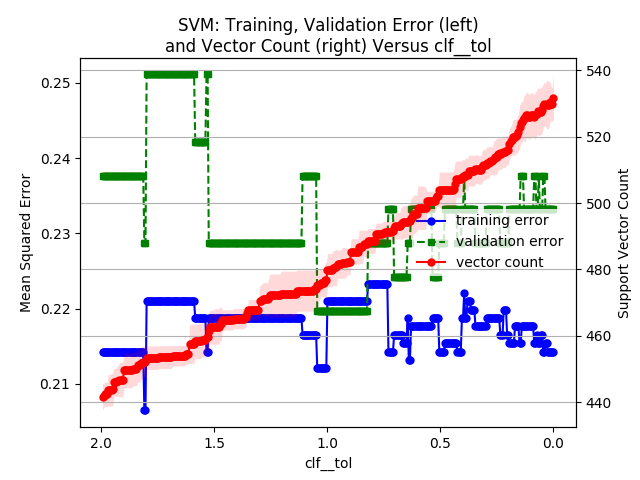 SVM: Training, Validation Error (left)
and Vector Count (right) Versus clf__tol
Mean Squared Error
0.25
0.24
0.23
0.22
0.21
540
520
500
480
460
440
Support Vector Count
training error
validation error
vector count
2.0 1.5 1.0 0.5 0.0
clf__tol